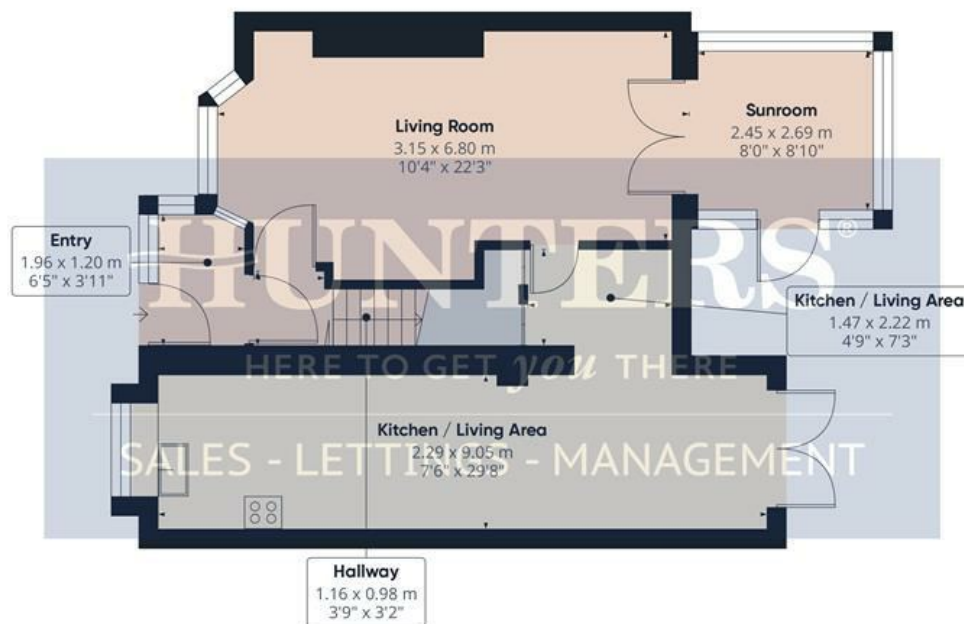 Living Room
3.15 x 6.80 m
10'4" x 22'3"
Sunroom
2.45 x 2.69 m
8'0" x 8'10"
Entry
1.96 x 1.20 m
6'5" x 3'11"
HUNTERS®
Kitchen / Living Area
1.47 x 2.22 m
4'9" x 7'3"
HERE TO GET you THERE
Kitchen / Living Area
2.29 x 9.05 m
7'6" x 29'8"
SALES - LETTINGS - MANAGEMENT
Hallway
1.16 x 0.98 m
3'9" x 3'2"